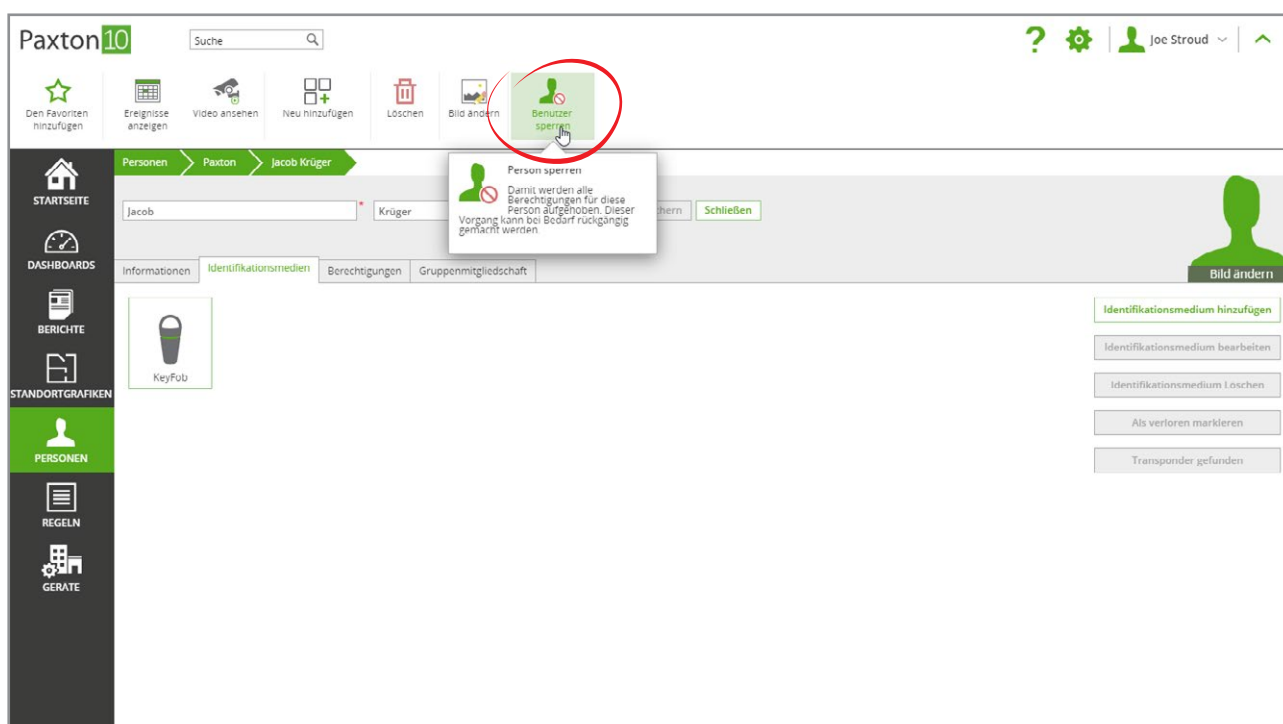 Paxton10
Suche
Joe Stroud
Den Favoriten
hinzufügen
Ereignisse
anzeigen
Video ansehen
Neu hinzufügen
Löschen
Bild ändern
Benutzer
sperren
STARTSEITE
DASHBOARDS
BERICHTE
STANDORTGRAFIKEN
PERSONEN
REGELN
GERÄTE
Personen
Paxton
Jacob Krüger
Person sperren
Damit werden alle
Berechtigungen für diese
Person aufgehoben. Dieser
Vorgang kann bei Bedarf rückgängig
gemacht werden.
Jacob
*
Krüger
Schließen
Bild ändern
Informationen
Identifikationsmedien
Berechtigungen
Gruppenmitgliedschaft
KeyFob
Identifikationsmedium hinzufügen
Identifikationsmedium bearbeiten
Identifikationsmedium Löschen
Als verloren markieren
Transponder gefunden